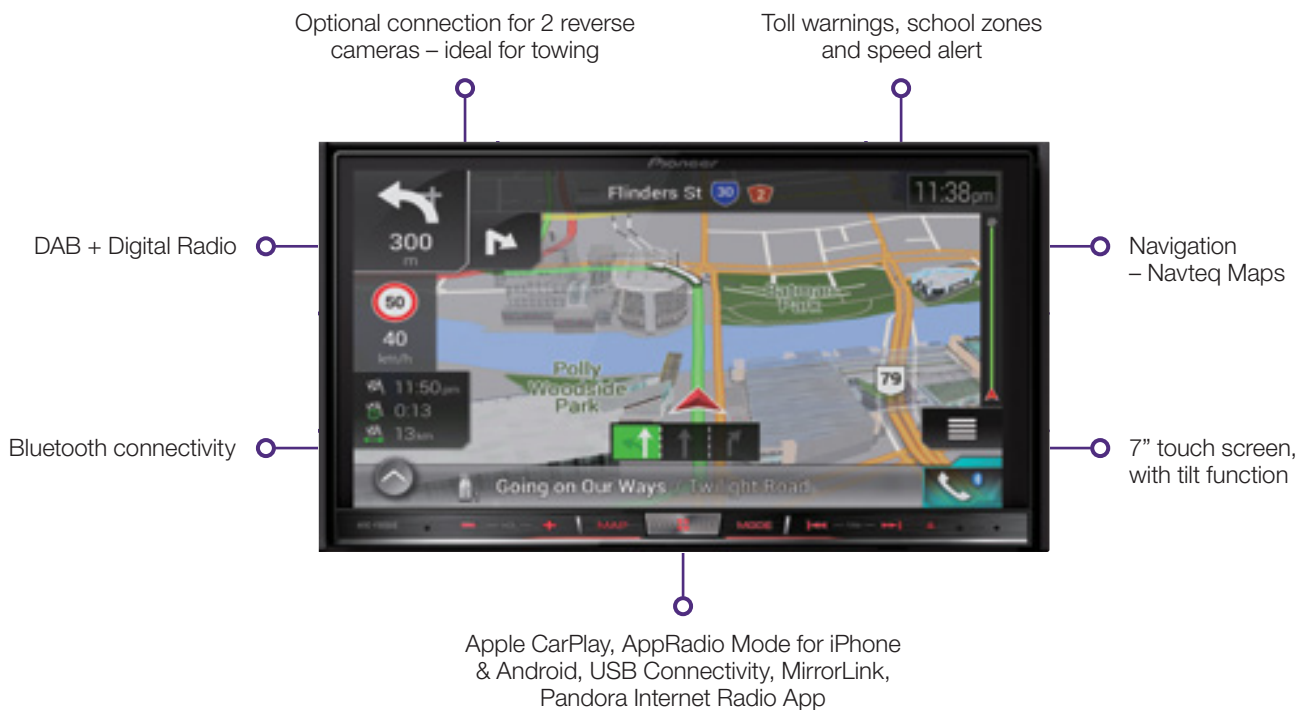 Optional connection for 2 reverse
cameras – ideal for towing
Toll warnings, school zones
and speed alert
Pioneer
Flinders St 30 2
11:38pm
300
m
DAB + Digital Radio
Navigation
– Navteq Maps
50
40
km/h
Batman
Park
Polly
Woodside
Park
79
11:50pm
0:13
13km
Bluetooth connectivity
7” touch screen,
with tilt function
Going on Our Ways / Twilight Road
MAP
MODE
Apple CarPlay, AppRadio Mode for iPhone
& Android, USB Connectivity, MirrorLink,
Pandora Internet Radio App